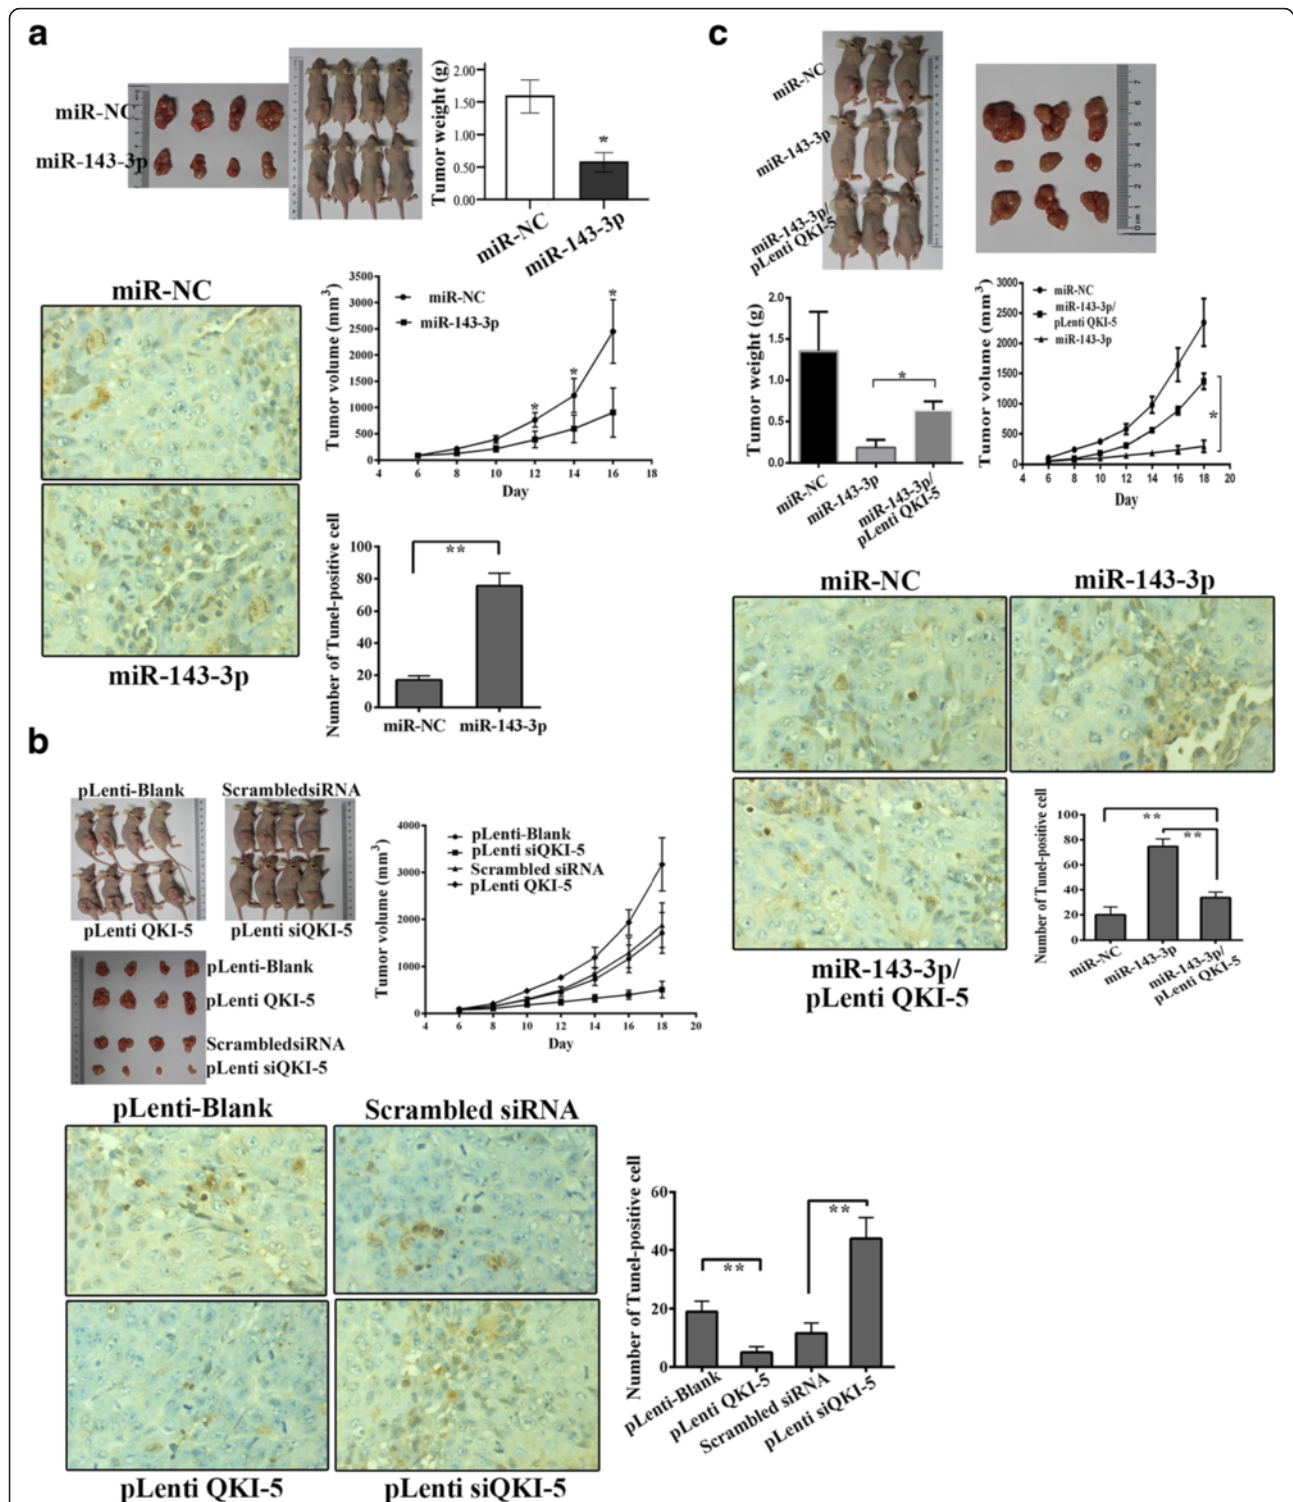 a
miR-NC
miR-143-3p
Tumor weight (g)
2.00
1.50
1.00
0.50
0.00
*
miR-NC
miR-143-3p
miR-NC
miR-143-3p
Tumor volume (mm3)
3500
3000
2500
2000
1500
1000
500
0
miR-NC
miR-143-3p
*
*
*
4 6 8 10 12 14 16 18
Day
Number of Tunel-positive cell
100
80
60
40
20
0
**
miR-NC miR-143-3p
b
pLenti-Blank ScrambledsiRNA
pLenti QKI-5 pLenti siQKI-5
pLenti-Blank
pLenti QKI-5
ScrambledsiRNA
pLenti siQKI-5
Tumor volume (mm3)
4000
3000
2000
1000
0
pLenti-Blank
pLenti siQKI-5
Scrambled siRNA
pLenti QKI-5
4 6 8 10 12 14 16 18 20
Day
pLenti-Blank Scrambled siRNA
pLenti QKI-5 pLenti siQKI-5
Number of Tunel-positive cell
60
40
20
0
**
**
pLenti-Blank
pLenti QKI-5
Scrambled siRNA
pLenti siQKI-5
c
miR-NC
miR-143-3p
miR-143-3p/
pLenti QKI-5
7
6
5
4
3
2
1
0cm
Tumor weight (g)
2.0
1.5
1.0
0.5
0.0
*
miR-NC
miR-143-3p
miR-143-3p/
pLenti QKI-5
Tumor volume (mm3)
3000
2500
2000
1500
1000
500
0
miR-NC
miR-143-3p/
pLenti QKI-5
miR-143-3p
*
4 6 8 10 12 14 16 18 20
Day
miR-NC miR-143-3p
miR-143-3p/
pLenti QKI-5
Number of Tunel-positive cell
100
80
60
40
20
0
**
**
miR-NC
miR-143-3p
miR-143-3p/
pLenti QKI-5